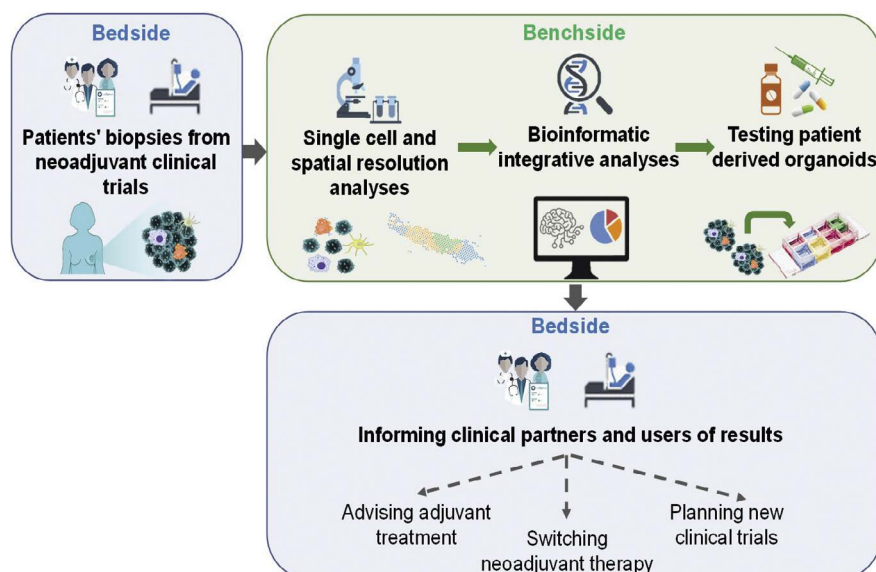 Bedside
Patients' biopsies from
neoadjuvant clinical
trials
Benchside
Single cell and
spatial resolution
analyses
Bioinformatic
integrative analyses
Testing patient
derived organoids
Bedside
Informing clinical partners and users of results
Advising adjuvant
treatment
Switching
neoadjuvant therapy
Planning new
clinical trials